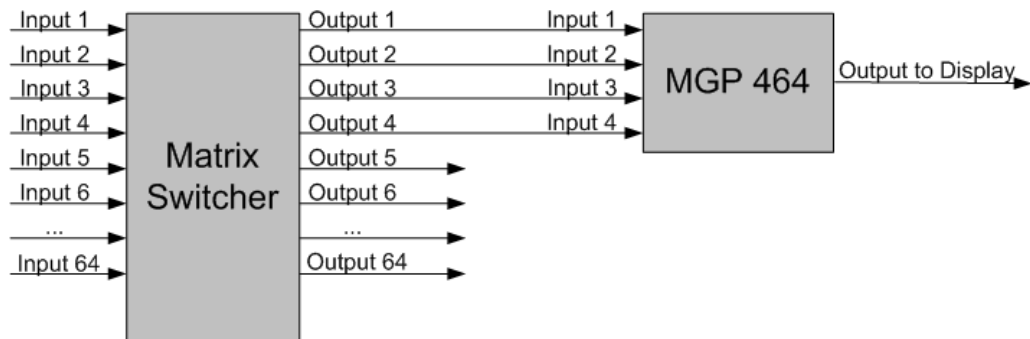 Input 1
Input 2
Input 3
Input 4
Input 5
Input 6
...
Input 64
Matrix
Switcher
Output 1
Output 2
Output 3
Output 4
Output 5
Output 6
...
Output 64
Input 1
Input 2
Input 3
Input 4
MGP 464
Output to Display